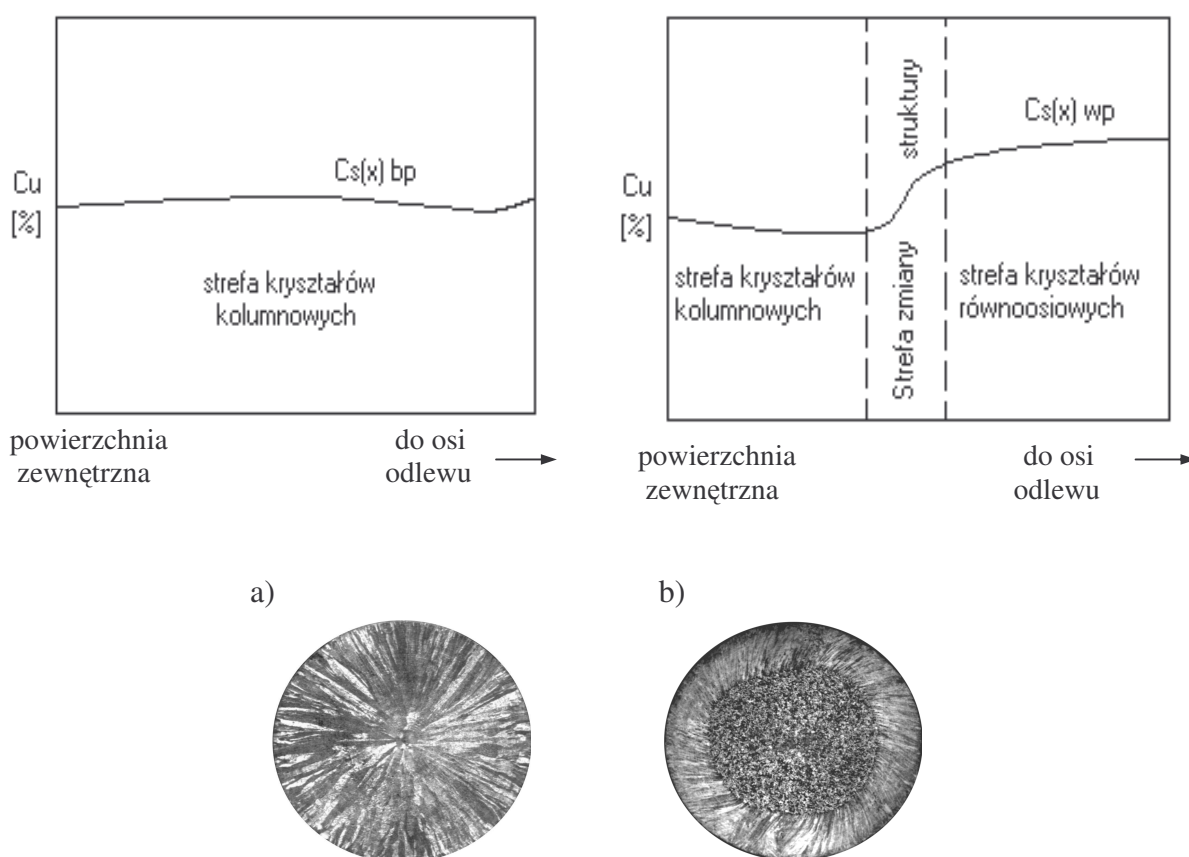 Cs(x) bp
Cu
[%]
strefa kryształów
kolumnowych
powierzchnia
zewnętrzna
do osi
odlewu
struktury
Cs(x) wp
Cu
[%]
strefa kryształów
kolumnowych
Strefa zmiany
strefa kryształów
równoosiowych
powierzchnia
zewnętrzna
do osi
odlewu
a)
b)